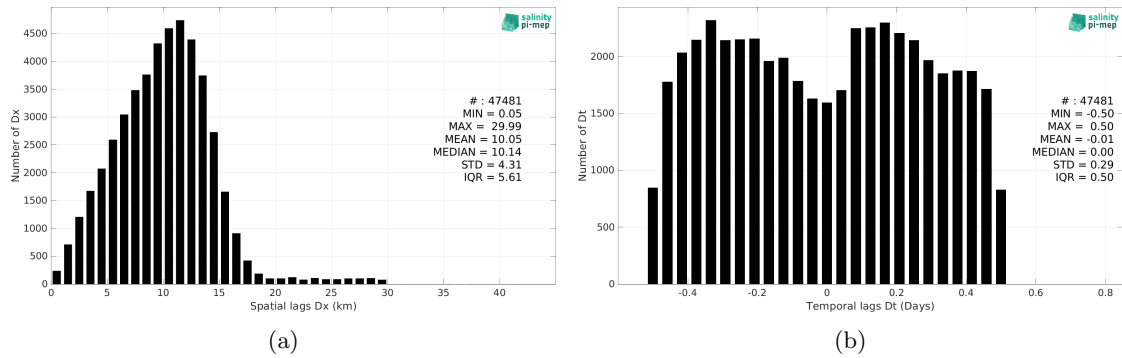 salinity
pi-mep
4500
4000
3500
3000
2500
2000
1500
1000
500
0
Number of Dx
# : 47481
MIN = 0.05
MAX = 29.99
MEAN = 10.05
MEDIAN = 10.14
STD = 4.31
IQR = 5.61
0 5 10 15 20 25 30 35 40
Spatial lags Dx (km)
(a)
salinity
pi-mep
2000
1500
1000
500
0
Number of Dt
# : 47481
MIN = -0.50
MAX = 0.50
MEAN = -0.01
MEDIAN = 0.00
STD = 0.29
IQR = 0.50
-0.4 -0.2 0 0.2 0.4 0.6 0.8
Temporal lags Dt (Days)
(b)